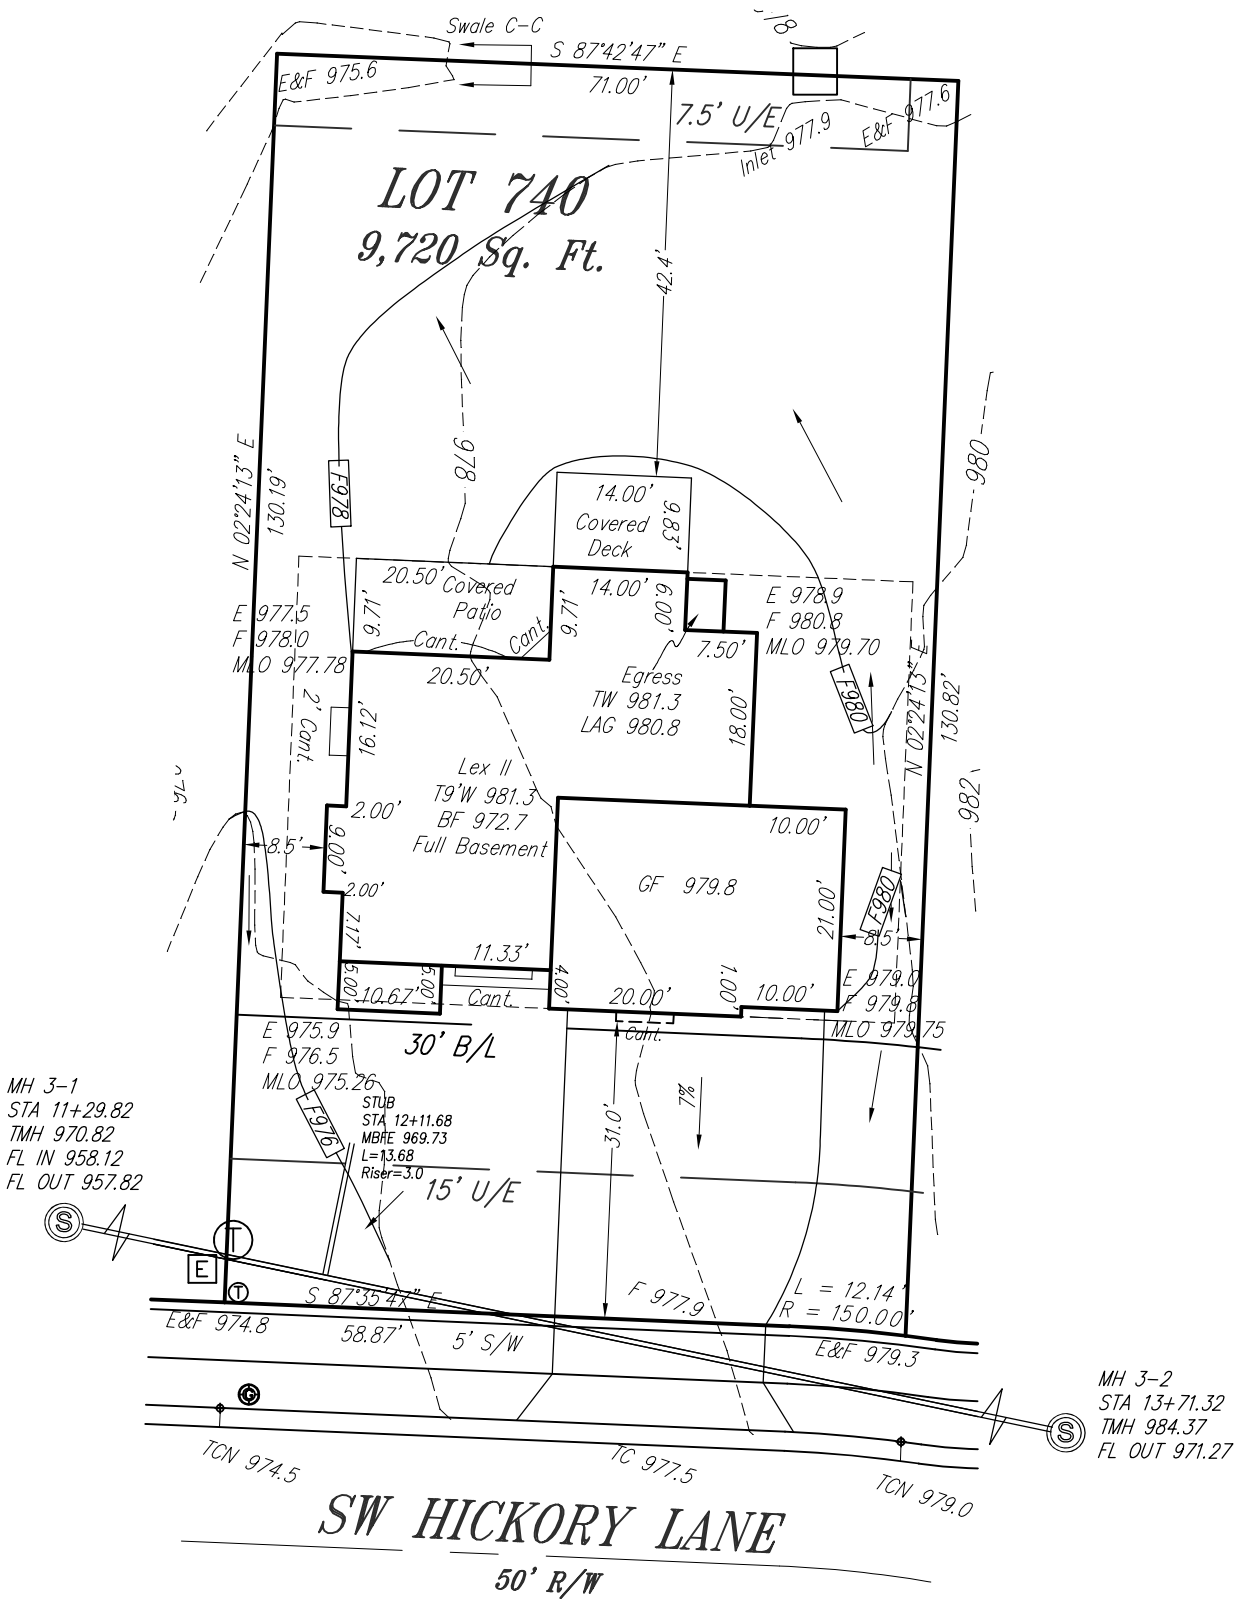 Swale C-C
S 87°42'47" E
71.00'
E&F 975.6
7.5' U/E
Inlet 977.9
E&F 977.6
LOT 740
9,720 Sq. Ft.
42.4'
978
980
F978
N 02°24'13" E
130.19'
14.00'
Covered
Deck
9.83'
20.50'
Covered
Patio
9.71'
Cant.
Cant.
14.00'
9.71'
6.00'
7.50'
E 977.5
F 978.0
MLO 977.78
E 978.9
F 980.8
MLO 979.70
20.50'
Egress
TW 981.3
LAG 980.8
F980
N 02°24'13" E
130.82'
2' Cant.
16.12'
18.00'
Lex II
T9'W 981.3
BF 972.7
Full Basement
976
982
2.00'
9.00'
8.5'
2.00'
10.00'
GF 979.8
21.00'
F980
8.5'
7.17'
11.33'
5.00'
10.67'
5.00'
Cant.
4.00'
20.00'
1.00'
10.00'
Cant.
E 979.0
F 979.8
MLO 979.75
E 975.9
F 976.5
MLO 975.26
30' B/L
F976
31.0'
7%
MH 3-1
STA 11+29.82
TMH 970.82
FL IN 958.12
FL OUT 957.82
STUB
STA 12+11.68
MBFE 969.73
L=13.68
Riser=3.0
15' U/E
S
T
E
T
S 87°35'47" E
58.87'
E&F 974.8
5' S/W
F 977.9
L = 12.14'
R = 150.00'
E&F 979.3
G
MH 3-2
STA 13+71.32
TMH 984.37
FL OUT 971.27
S
TCN 974.5
TC 977.5
TCN 979.0
SW HICKORY LANE
50' R/W